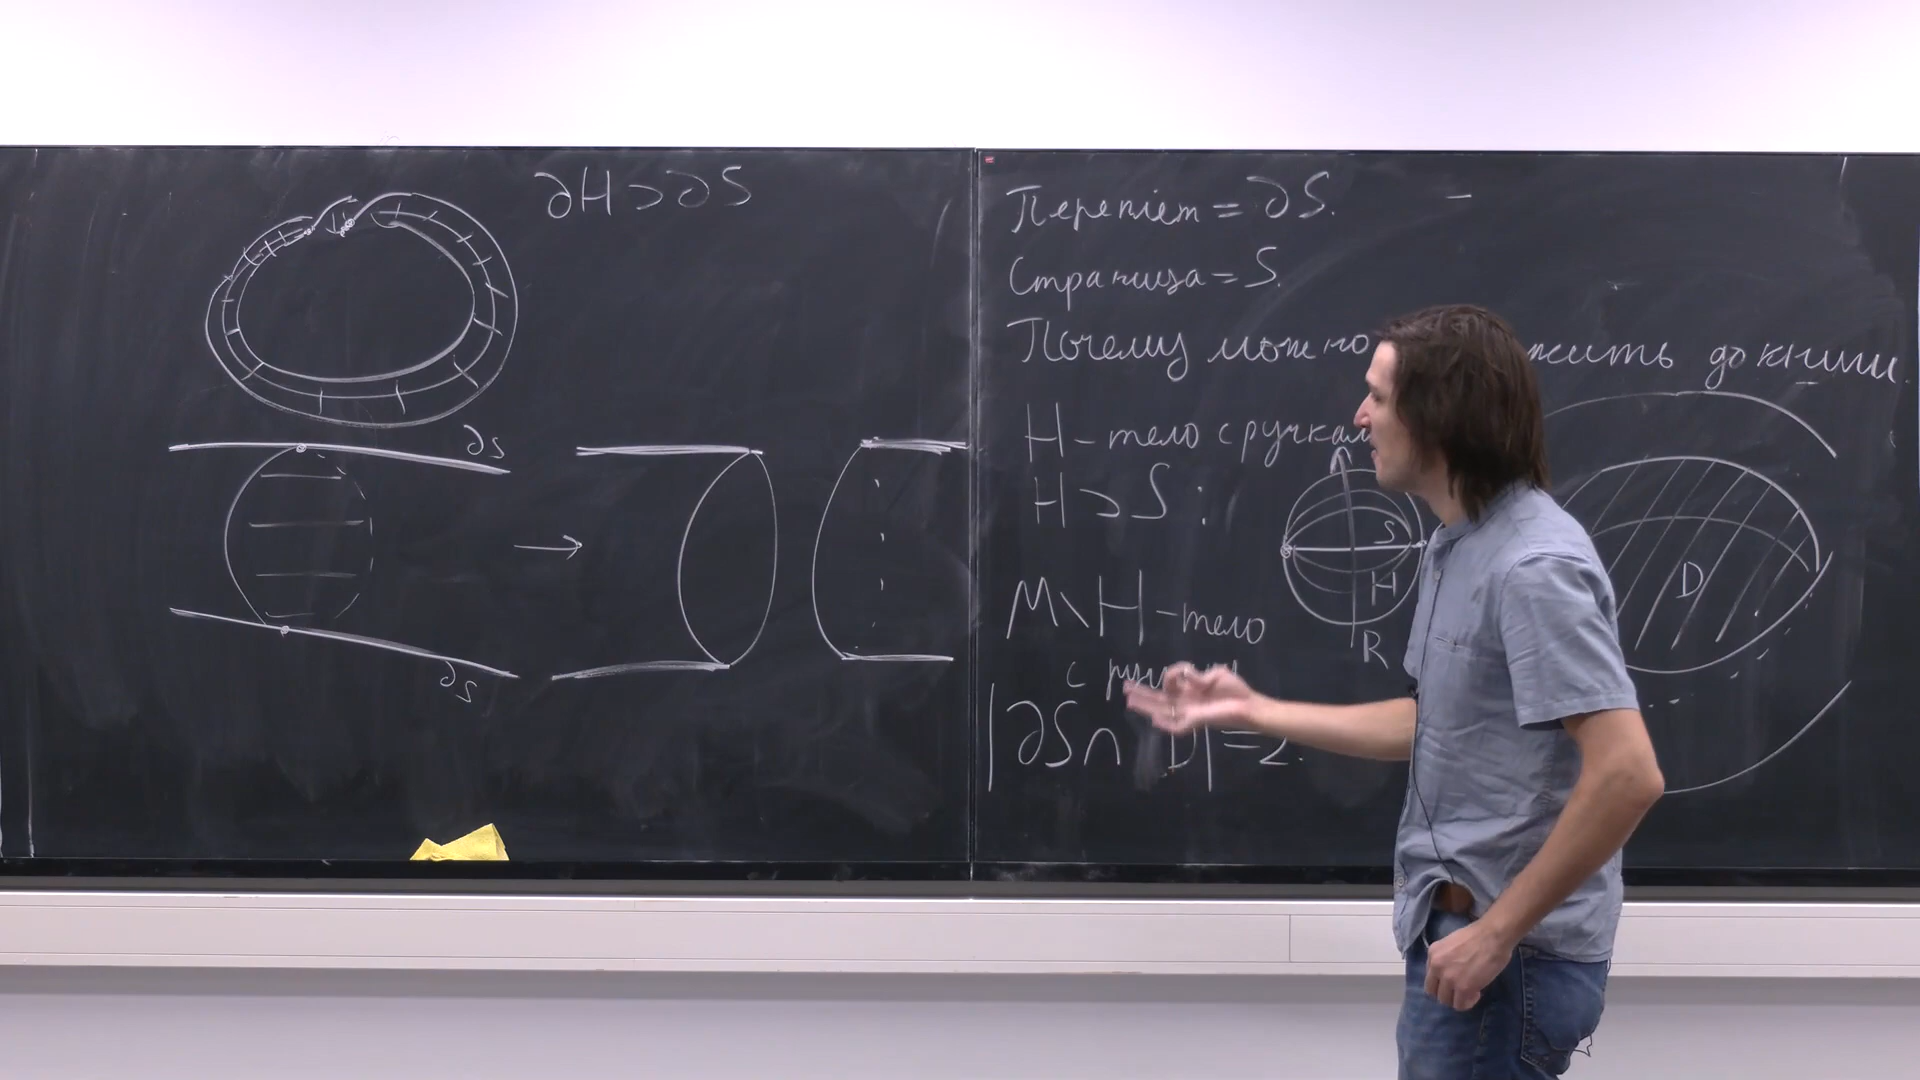 ∂H ⊃ ∂S
∂S
∂S
Переплёт = ∂S.
Страница = S.
Почему можно жить до книги.
H – тело с ручками
H ⊃ S :
M \ H – тело
с
|∂S ∩ D| = 2.
S
H
R
D